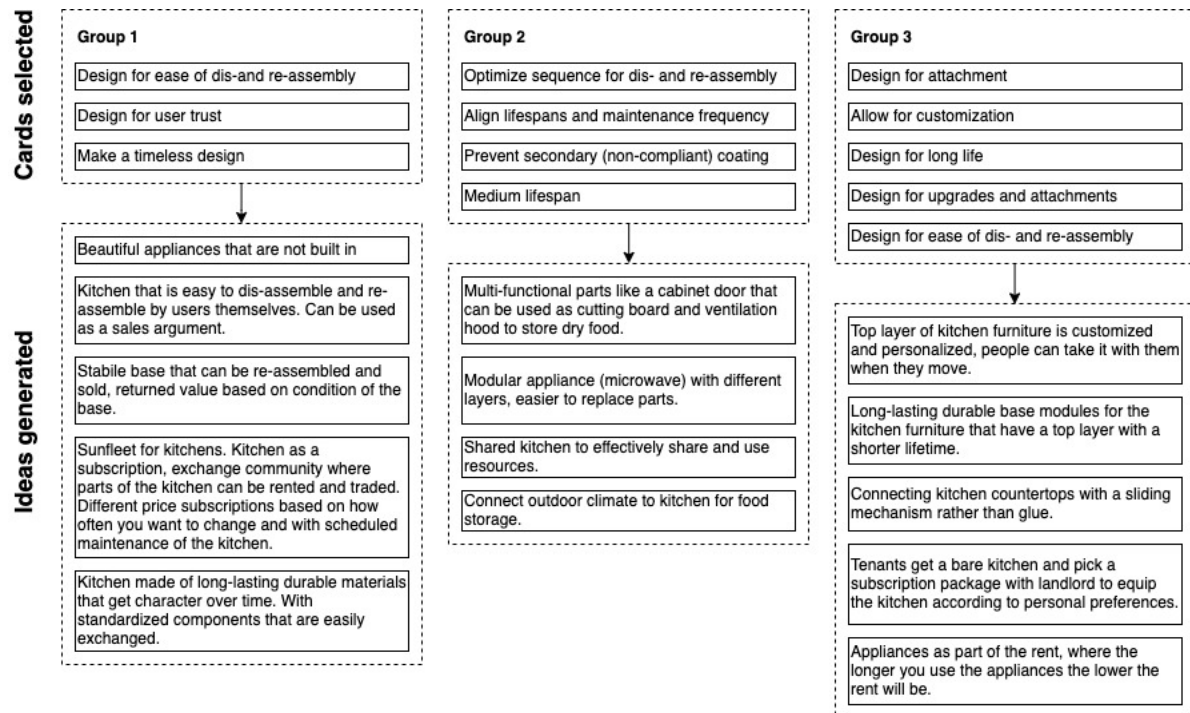 Cards selected
Group 1
Design for ease of dis-and re-assembly
Design for user trust
Make a timeless design
Group 2
Optimize sequence for dis- and re-assembly
Align lifespans and maintenance frequency
Prevent secondary (non-compliant) coating
Medium lifespan
Group 3
Design for attachment
Allow for customization
Design for long life
Design for upgrades and attachments
Design for ease of dis- and re-assembly
Ideas generated
Beautiful appliances that are not built in
Kitchen that is easy to dis-assemble and re-
assemble by users themselves. Can be used
as a sales argument.
Stabile base that can be re-assembled and
sold, returned value based on condition of the
base.
Sunfleet for kitchens. Kitchen as a
subscription, exchange community where
parts of the kitchen can be rented and traded.
Different price subscriptions based on how
often you want to change and with scheduled
maintenance of the kitchen.
Kitchen made of long-lasting durable materials
that get character over time. With
standardized components that are easily
exchanged.
Multi-functional parts like a cabinet door that
can be used as cutting board and ventilation
hood to store dry food.
Modular appliance (microwave) with different
layers, easier to replace parts.
Shared kitchen to effectively share and use
resources.
Connect outdoor climate to kitchen for food
storage.
Top layer of kitchen furniture is customized
and personalized, people can take it with them
when they move.
Long-lasting durable base modules for the
kitchen furniture that have a top layer with a
shorter lifetime.
Connecting kitchen countertops with a sliding
mechanism rather than glue.
Tenants get a bare kitchen and pick a
subscription package with landlord to equip
the kitchen according to personal preferences.
Appliances as part of the rent, where the
longer you use the appliances the lower the
rent will be.